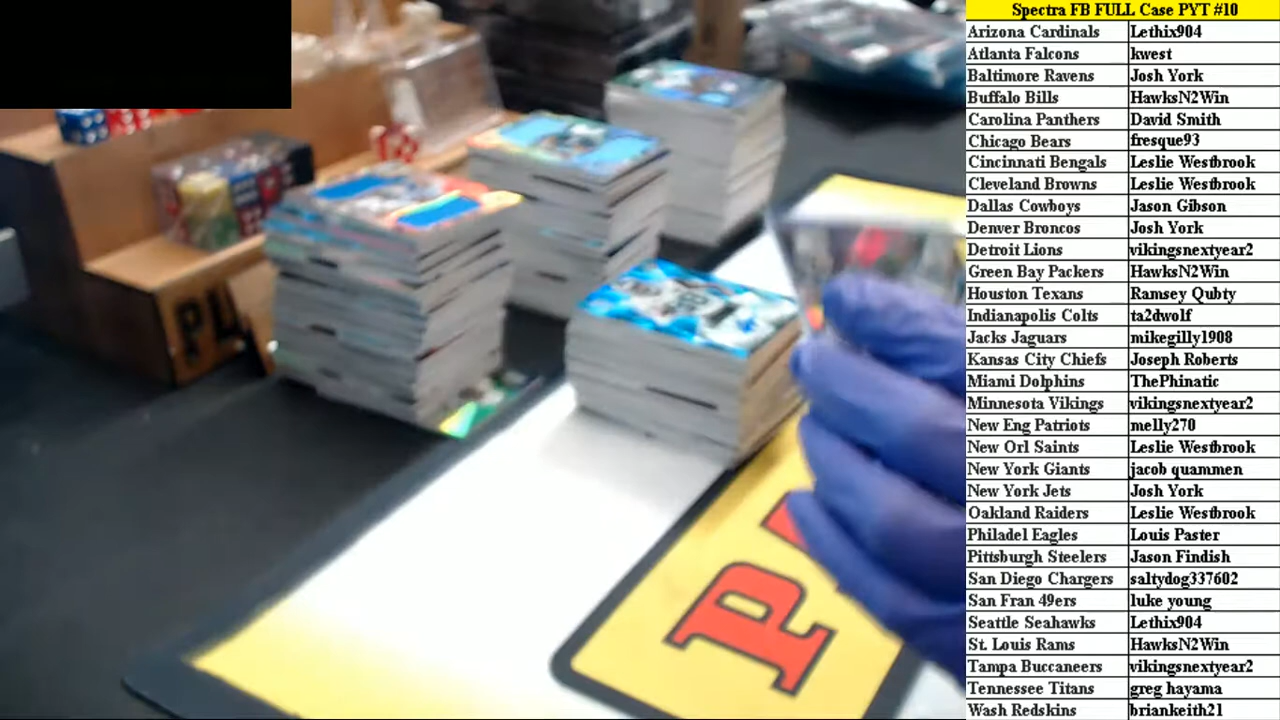 Spectra FB FULL Case PYT #10
Arizona Cardinals Lethix904
Atlanta Falcons kwest
Baltimore Ravens Josh York
Buffalo Bills HawksN2Win
Carolina Panthers David Smith
Chicago Bears fresque93
Cincinnati Bengals Leslie Westbrook
Cleveland Browns Leslie Westbrook
Dallas Cowboys Jason Gibson
Denver Broncos Josh York
Detroit Lions vikingsnextyear2
Green Bay Packers HawksN2Win
Houston Texans Ramsey Qubty
Indianapolis Colts ta2dwolf
Jacks Jaguars mikegilly1908
Kansas City Chiefs Joseph Roberts
Miami Dolphins ThePhinatic
Minnesota Vikings vikingsnextyear2
New Eng Patriots melly270
New Orl Saints Leslie Westbrook
New York Giants jacob quammen
New York Jets Josh York
Oakland Raiders Leslie Westbrook
Philadel Eagles Louis Paster
Pittsburgh Steelers Jason Findish
San Diego Chargers saltydog337602
San Fran 49ers luke young
Seattle Seahawks Lethix904
St. Louis Rams HawksN2Win
Tampa Buccaneers vikingsnextyear2
Tennessee Titans greg hayama
Wash Redskins briankeith21
P